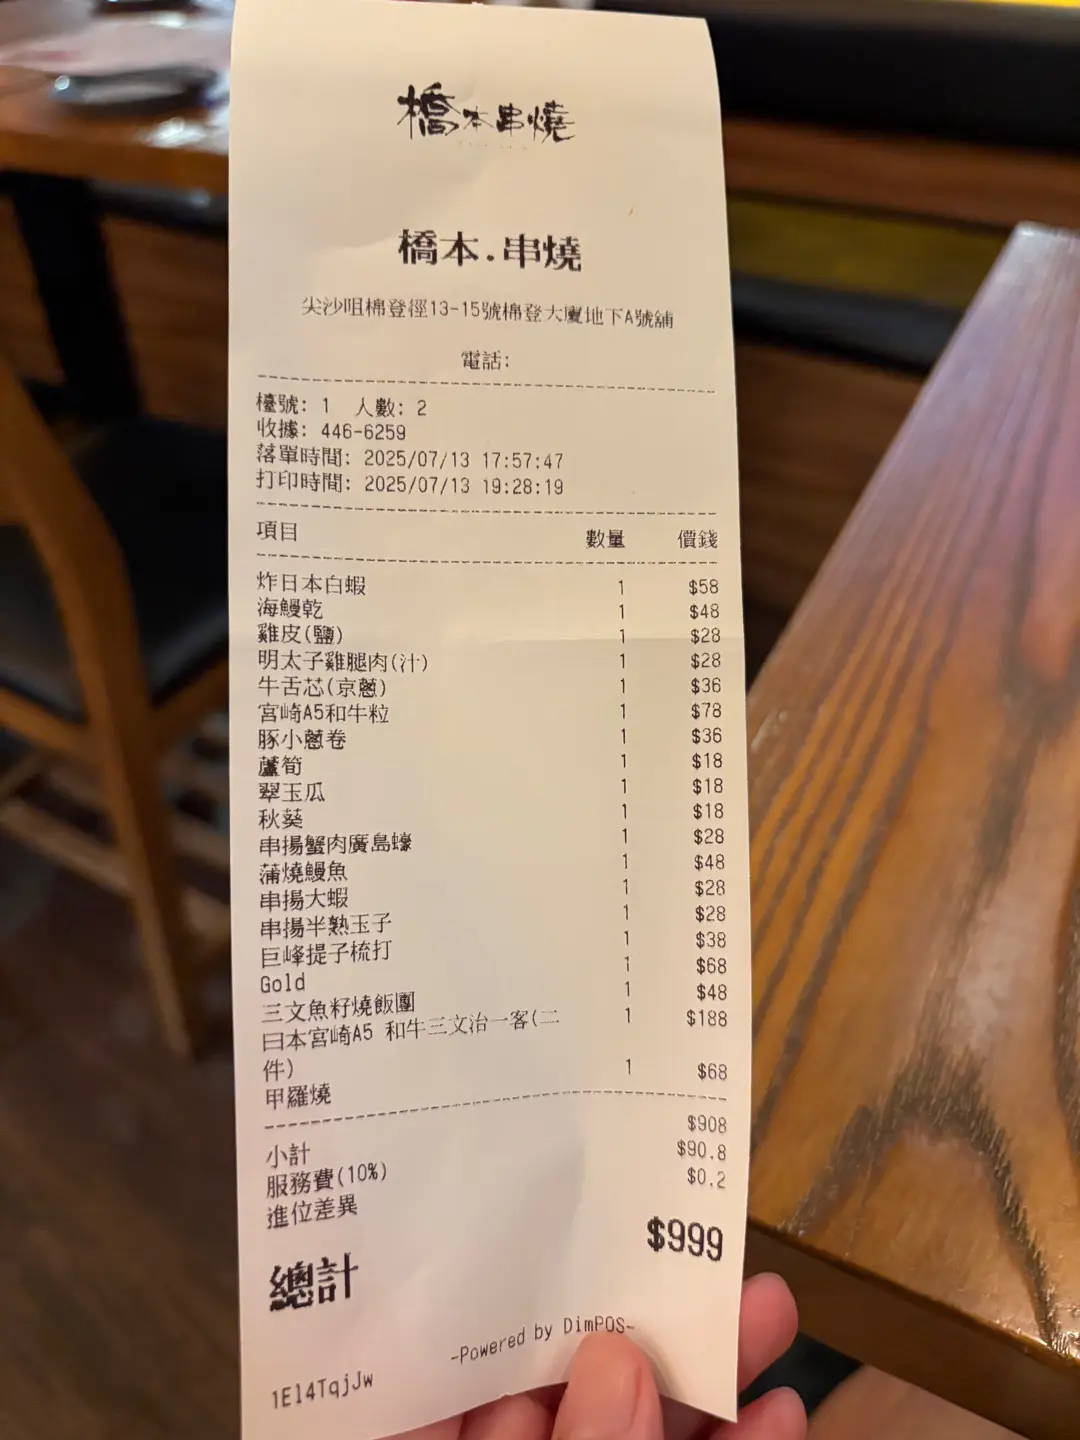 橋本串燒
橋本.串燒
尖沙咀棉登徑13-15號棉登大廈地下A號舖
電話:
檯號: 1 人數: 2
收據: 446-6259
落單時間: 2025/07/13 17:57:47
打印時間: 2025/07/13 19:28:19
項目 數量 價錢
炸日本白蝦 1 $58
海鰻乾 1 $48
雞皮(鹽) 1 $28
明太子雞腿肉(汁) 1 $28
牛舌芯(京蔥) 1 $36
宮崎A5和牛粒 1 $78
豚小蔥卷 1 $36
蘆筍 1 $18
翠玉瓜 1 $18
秋葵 1 $18
串揚蟹肉廣島蠔 1 $28
蒲燒鰻魚 1 $48
串揚大蝦 1 $28
串揚半熟玉子 1 $28
巨峰提子梳打 1 $38
Gold 1 $68
三文魚籽燒飯團 1 $48
日本宮崎A5 和牛三文治一客(二 1 $188
件)
甲羅燒 1 $68
小計 $908
服務費(10%) $90.8
進位差異 $0.2
總計 $999
-Powered by DimPOS-
1E14TqjJw